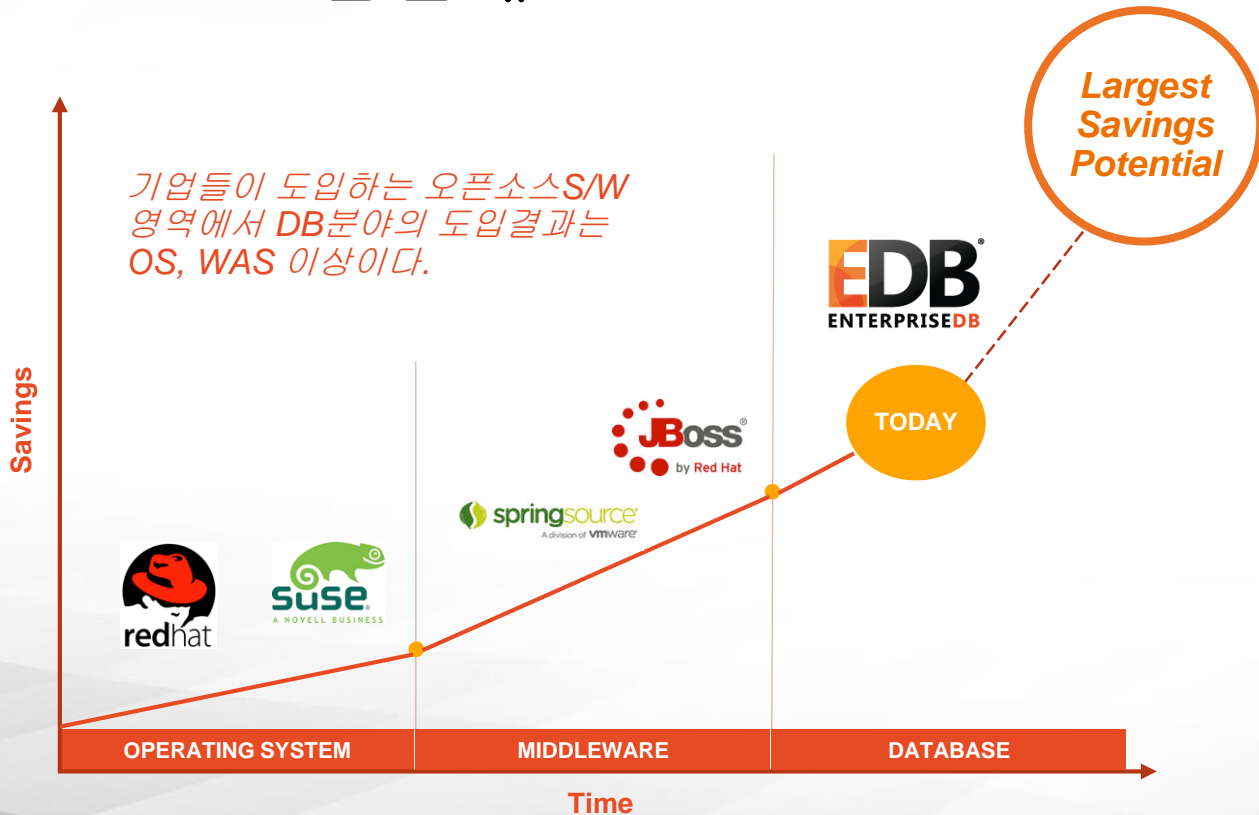 Largest
Savings
Potential
기업들이 도입하는 오픈소스S/W
영역에서 DB분야의 도입결과는
OS, WAS 이상이다.
EDB®
ENTERPRISEDB
Savings
TODAY
JBoss®
by Red Hat
springsource
A division of vmware
redhat
suse.
A NOVELL BUSINESS
OPERATING SYSTEM
MIDDLEWARE
DATABASE
Time